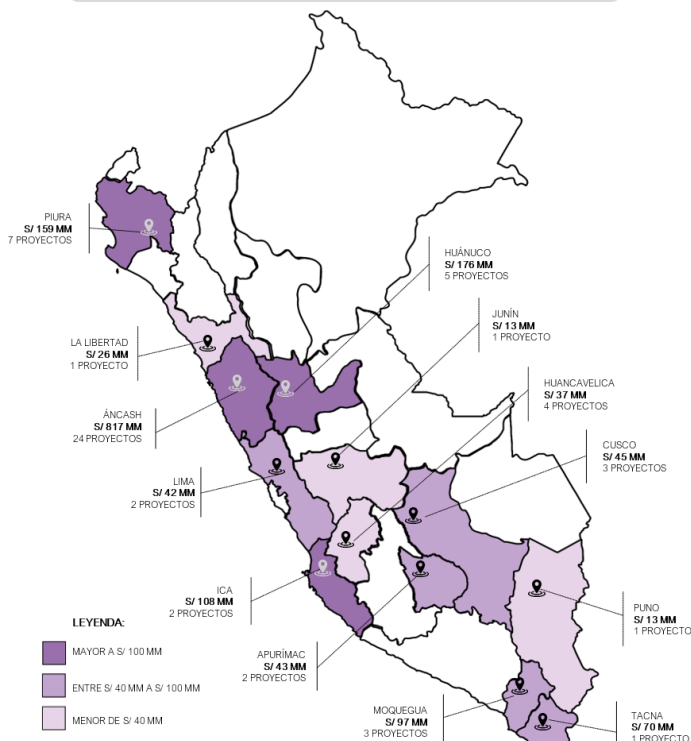 PIURA
S/ 159 MM
7 PROYECTOS
HUÁNUCO
S/ 176 MM
5 PROYECTOS
JUNÍN
S/ 13 MM
1 PROYECTO
LA LIBERTAD
S/ 26 MM
1 PROYECTO
HUANCAVELICA
S/ 37 MM
4 PROYECTOS
ÁNCASH
S/ 817 MM
24 PROYECTOS
CUSCO
S/ 45 MM
3 PROYECTOS
LIMA
S/ 42 MM
2 PROYECTOS
ICA
S/ 108 MM
2 PROYECTOS
PUNO
S/ 13 MM
1 PROYECTO
LEYENDA:
MAYOR A S/ 100 MM
ENTRE S/ 40 MM A S/ 100 MM
MENOR DE S/ 40 MM
APURÍMAC
S/ 43 MM
2 PROYECTOS
MOQUEGUA
S/ 97 MM
3 PROYECTOS
TACNA
S/ 70 MM
1 PROYECTO